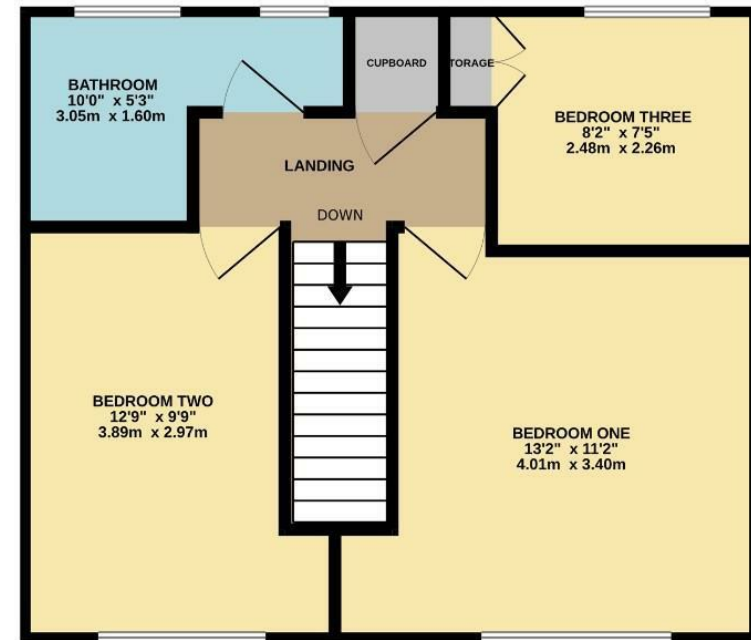 BATHROOM
10'0" x 5'3"
3.05m x 1.60m
CUPBOARD
TORAGE
BEDROOM THREE
8'2" x 7'5"
2.48m x 2.26m
LANDING
DOWN
BEDROOM TWO
12'9" x 9'9"
3.89m x 2.97m
BEDROOM ONE
13'2" x 11'2"
4.01m x 3.40m